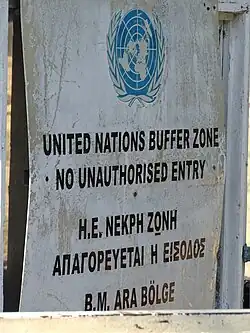 UNITED NATIONS BUFFER ZONE
· NO UNAUTHORISED ENTRY ·
Η.Ε. ΝΕΚΡΗ ΖΩΝΗ
ΑΠΑΓΟΡΕΥΕΤΑΙ Η ΕΙΣΟΔΟΣ
B.M. ARA BÖLGE